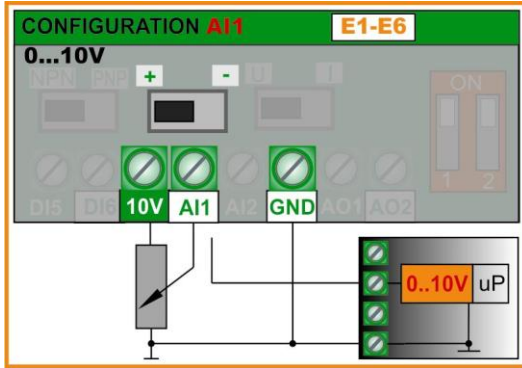 CONFIGURATION AI1 E1-E6
0...10V
NPN PNP + - U I ON
1 2
DI5 DI6 10V AI1 AI2 GND AO1 AO2
0..10V uP